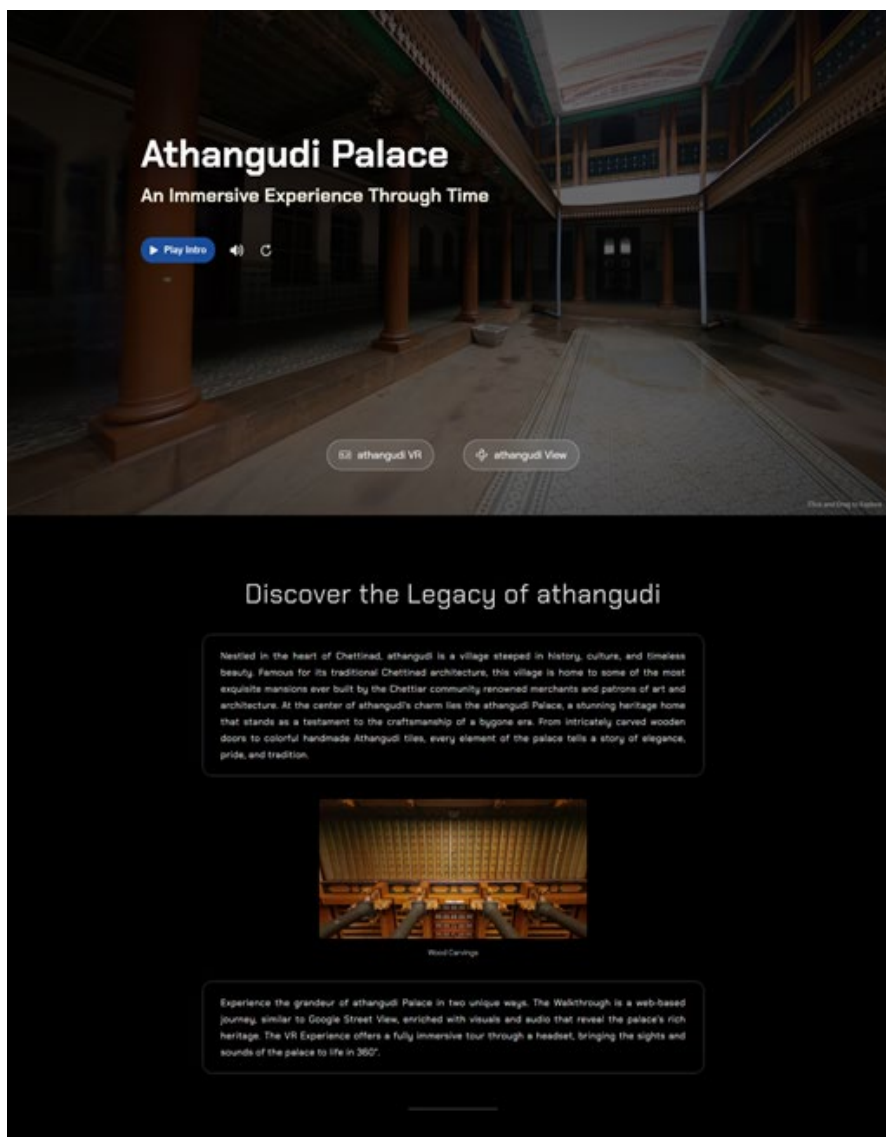 Athangudi Palace
An Immersive Experience Through Time
Play Intro
athangudi VR
athangudi View
Click and Drag to Explore
Discover the Legacy of athangudi
Nestled in the heart of Chettinad, athangudi is a village steeped in history, culture, and timeless
beauty. Famous for its traditional Chettinad architecture, this village is home to some of the most
exquisite mansions ever built by the Chettiar community renowned merchants and patrons of art and
architecture. At the center of athangudi's charm lies the athangudi Palace, a stunning heritage home
that stands as a testament to the craftsmanship of a bygone era. From intricately carved wooden
doors to colorful handmade Athangudi tiles, every element of the palace tells a story of elegance,
pride, and tradition.
Wood Carvings
Experience the grandeur of athangudi Palace in two unique ways. The Walkthrough is a web-based
journey, similar to Google Street View, enriched with visuals and audio that reveal the palace's rich
heritage. The VR Experience offers a fully immersive tour through a headset, bringing the sights and
sounds of the palace to life in 360°.